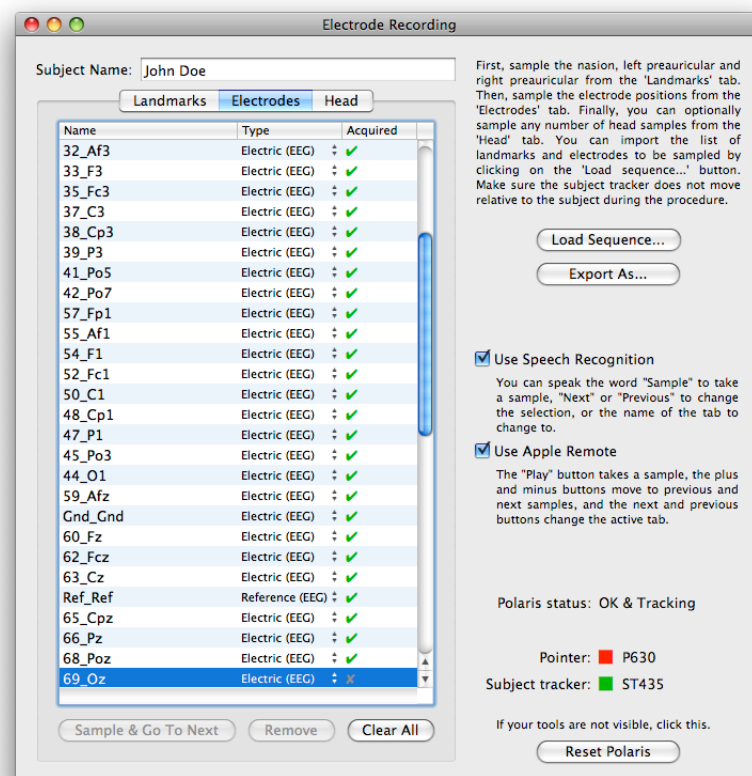 Electrode Recording
Subject Name: John Doe
Landmarks Electrodes Head
Name Type Acquired
32_Af3 Electric (EEG)
33_F3 Electric (EEG)
35_Fc3 Electric (EEG)
37_C3 Electric (EEG)
38_Cp3 Electric (EEG)
39_P3 Electric (EEG)
41_Po5 Electric (EEG)
42_Po7 Electric (EEG)
57_Fp1 Electric (EEG)
55_Af1 Electric (EEG)
54_F1 Electric (EEG)
52_Fc1 Electric (EEG)
50_C1 Electric (EEG)
48_Cp1 Electric (EEG)
47_P1 Electric (EEG)
45_Po3 Electric (EEG)
44_O1 Electric (EEG)
59_Afz Electric (EEG)
Gnd_Gnd Electric (EEG)
60_Fz Electric (EEG)
62_Fcz Electric (EEG)
63_Cz Electric (EEG)
Ref_Ref Reference (EEG)
65_Cpz Electric (EEG)
66_Pz Electric (EEG)
68_Poz Electric (EEG)
69_Oz Electric (EEG)
Sample & Go To Next Remove Clear All
First, sample the nasion, left preauricular and
right preauricular from the 'Landmarks' tab.
Then, sample the electrode positions from the
'Electrodes' tab. Finally, you can optionally
sample any number of head samples from the
'Head' tab. You can import the list of
landmarks and electrodes to be sampled by
clicking on the 'Load sequence...' button.
Make sure the subject tracker does not move
relative to the subject during the procedure.
Load Sequence...
Export As...
Use Speech Recognition
You can speak the word "Sample" to take
a sample, "Next" or "Previous" to change
the selection, or the name of the tab to
change to.
Use Apple Remote
The "Play" button takes a sample, the plus
and minus buttons move to previous and
next samples, and the next and previous
buttons change the active tab.
Polaris status: OK & Tracking
Pointer: P630
Subject tracker: ST435
If your tools are not visible, click this.
Reset Polaris